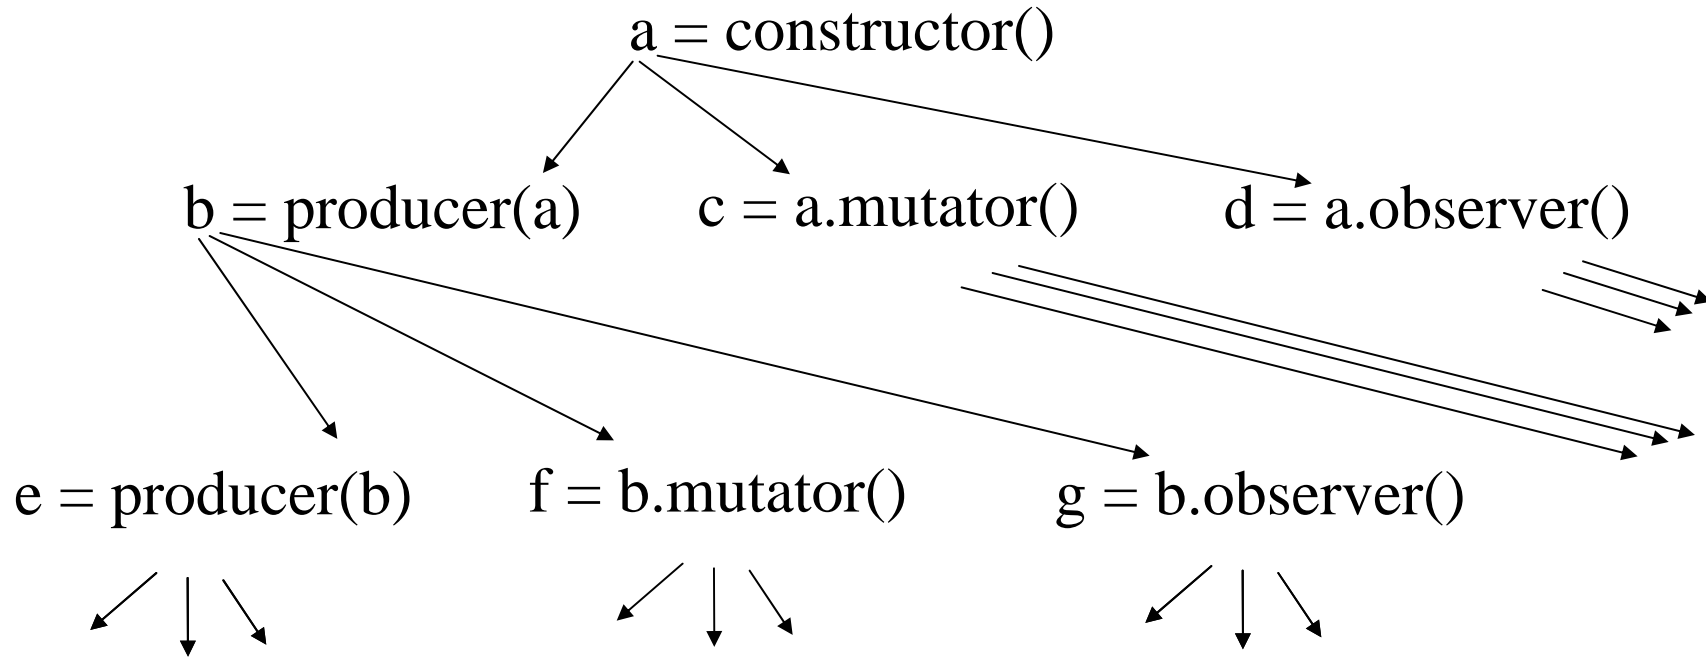 a = constructor()
b = producer(a) c = a.mutator() d = a.observer()
e = producer(b) f = b.mutator() g = b.observer()